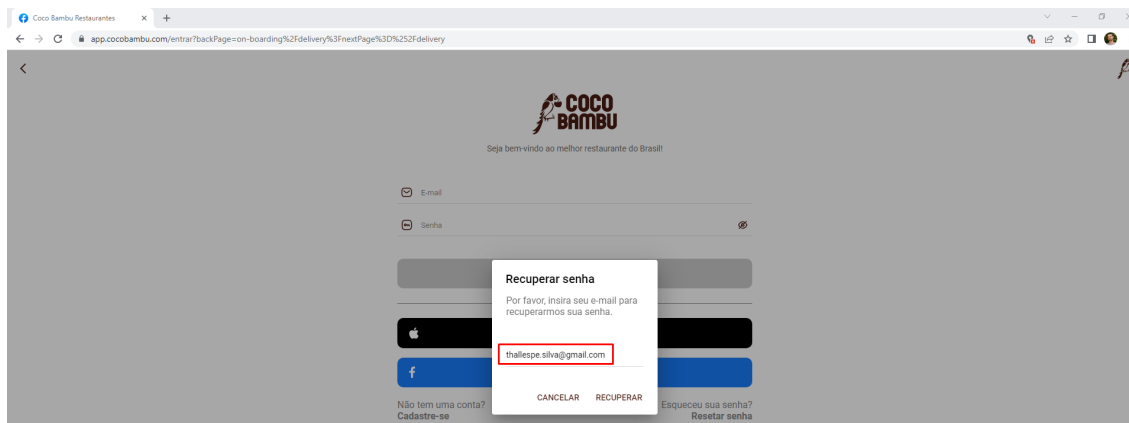 Coco Bambu Restaurantes
app.cocobambu.com/entrar?backPage=on-boarding%2Fdelivery%3FnextPage%3D%252Fdelivery
COCO
BAMBU
Seja bem-vindo ao melhor restaurante do Brasil!
E-mail
Senha
Recuperar senha
Por favor, insira seu e-mail para
recuperarmos sua senha.
thallespe.silva@gmail.com
CANCELAR RECUPERAR
Não tem uma conta? Esqueceu sua senha?
Cadastre-se Resetar senha